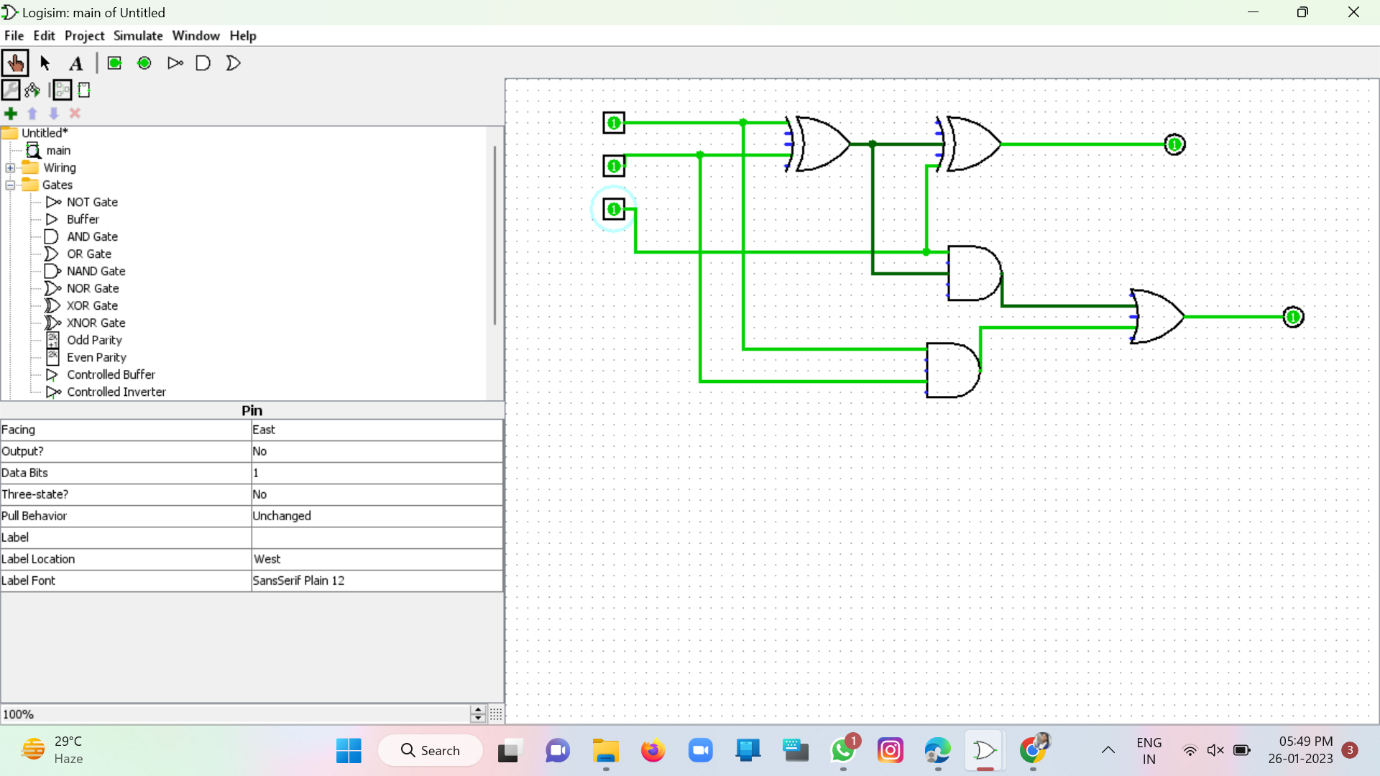 Logisim: main of Untitled
File Edit Project Simulate Window Help
A
Untitled*
main
Wiring
Gates
NOT Gate
Buffer
AND Gate
OR Gate
NAND Gate
NOR Gate
XOR Gate
XNOR Gate
Odd Parity
Even Parity
Controlled Buffer
Controlled Inverter
Pin
Facing East
Output? No
Data Bits 1
Three-state? No
Pull Behavior Unchanged
Label
Label Location West
Label Font SansSerif Plain 12
100%
1
1
1
1
1
29°C
Haze
Search
1
ENG
IN
05:49 PM
26-01-2023
3